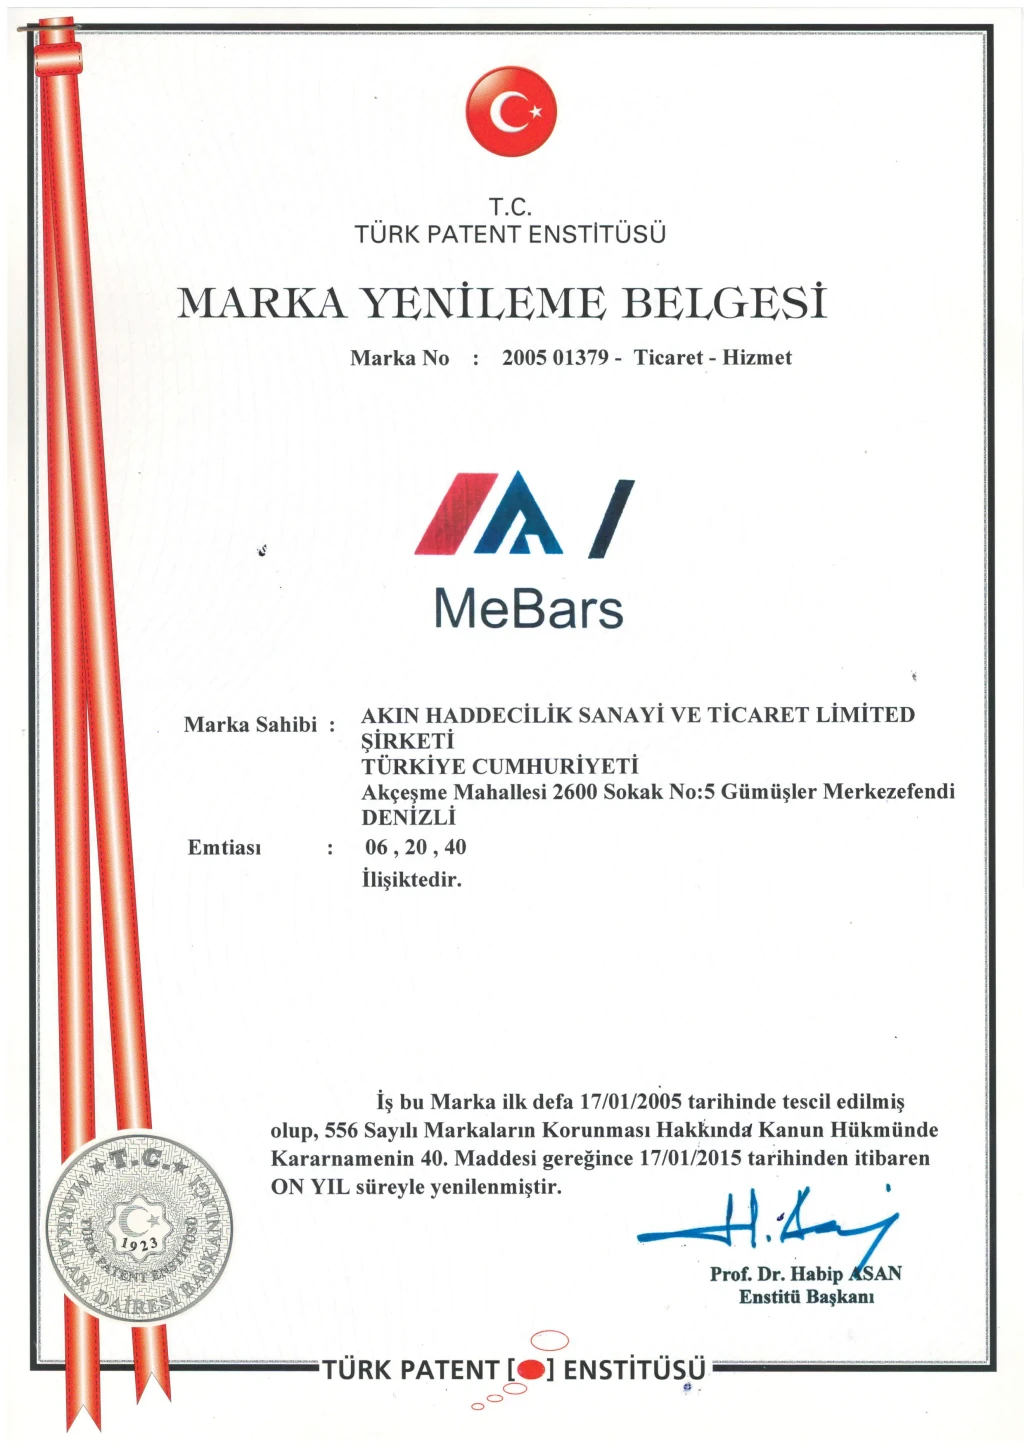 T.C.
TÜRK PATENT ENSTİTÜSÜ
MARKA YENİLEME BELGESİ
Marka No : 2005 01379 - Ticaret - Hizmet
MeBars
Marka Sahibi : AKIN HADDECİLİK SANAYİ VE TİCARET LİMİTED
ŞİRKETİ
TÜRKİYE CUMHURİYETİ
Akçeşme Mahallesi 2600 Sokak No:5 Gümüşler Merkezefendi
DENİZLİ
Emtiası : 06 , 20 , 40
İlişiktedir.
İş bu Marka ilk defa 17/01/2005 tarihinde tescil edilmiş
olup, 556 Sayılı Markaların Korunması Hakkında Kanun Hükmünde
Kararnamenin 40. Maddesi gereğince 17/01/2015 tarihinden itibaren
ON YIL süreyle yenilenmiştir.
T.C.
MARKALAR DAİRESİ BAŞKANLIĞI
TÜRK PATENT ENSTİTÜSÜ
1923
Prof. Dr. Habip ASAN
Enstitü Başkanı
TÜRK PATENT [ ] ENSTİTÜSÜ